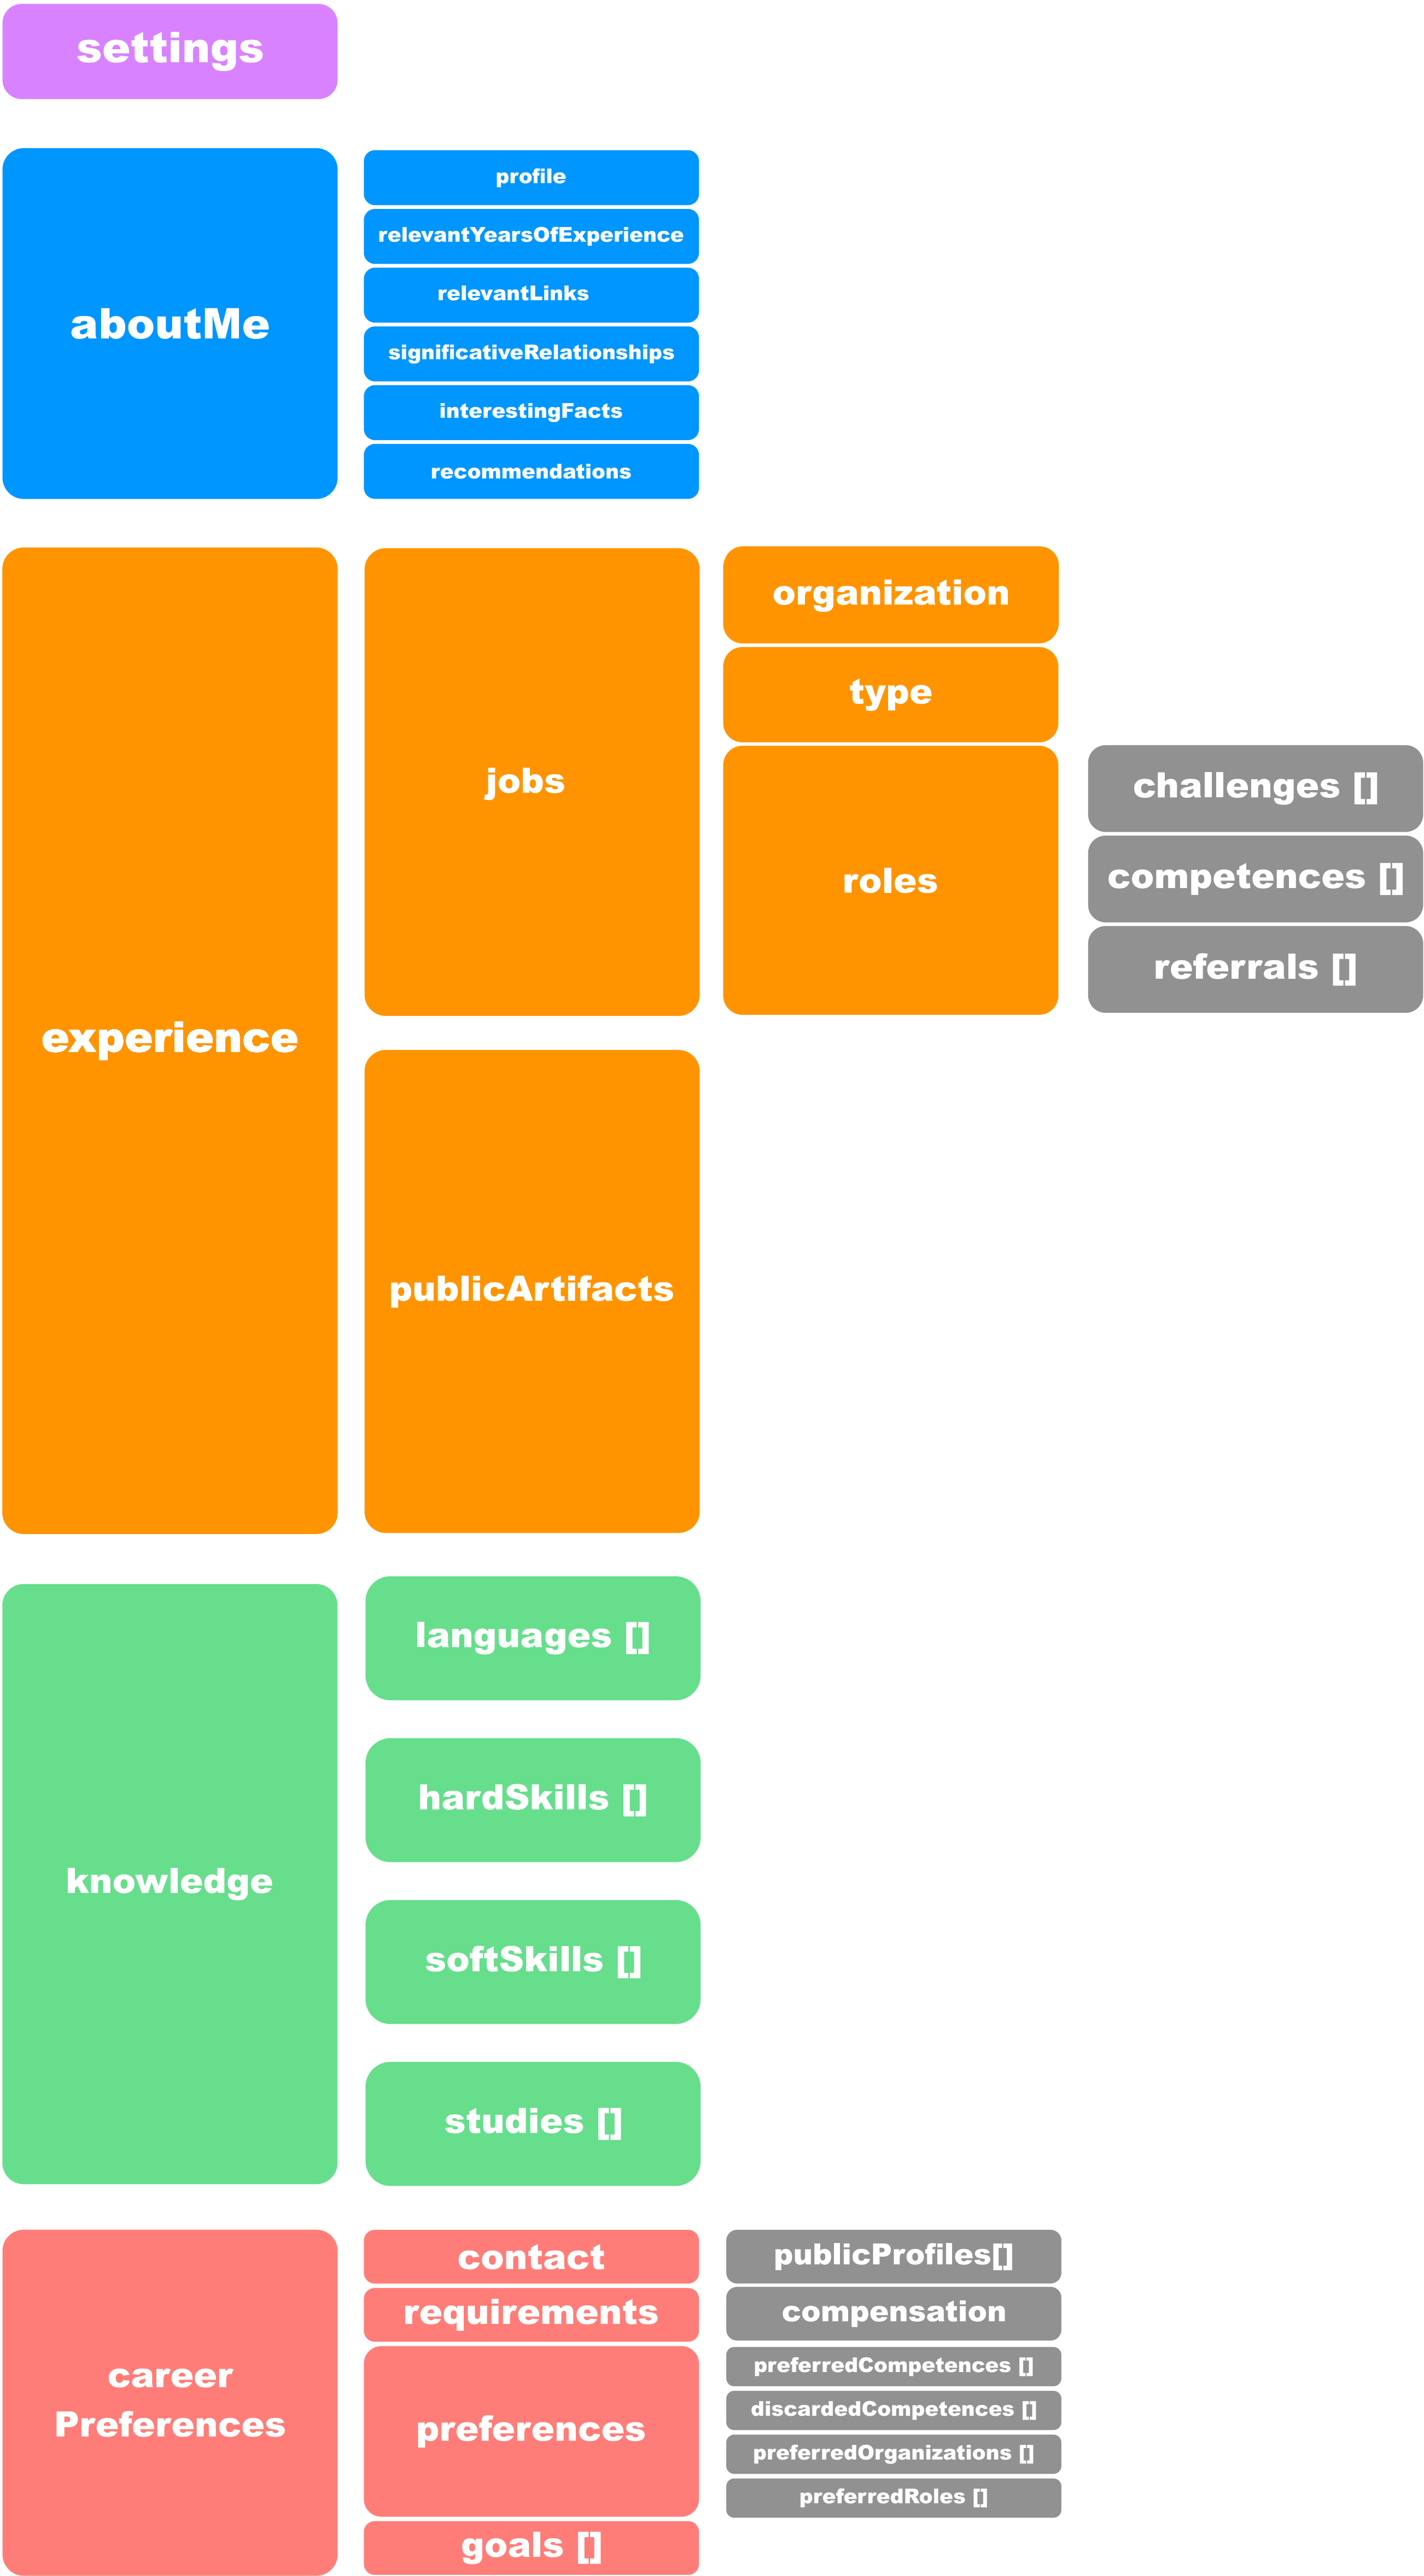 settings
aboutMe
profile
relevantYearsOfExperience
relevantLinks
significativeRelationships
interestingFacts
recommendations
experience
jobs
organization
type
roles
challenges []
competences []
referrals []
publicArtifacts
knowledge
languages []
hardSkills []
softSkills []
studies []
career
Preferences
contact
publicProfiles[]
requirements
compensation
preferences
preferredCompetences []
discardedCompetences []
preferredOrganizations []
preferredRoles []
goals []